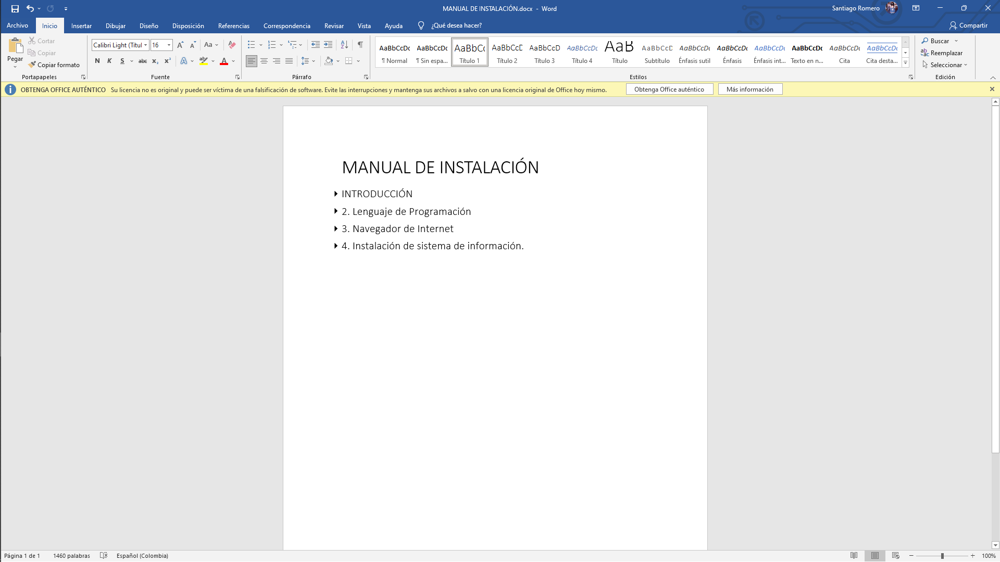 MANUAL DE INSTALACIÓN.docx - Word
Santiago Romero
Archivo Inicio Insertar Dibujar Diseño Disposición Referencias Correspondencia Revisar Vista Ayuda ¿Qué desea hacer? Compartir
Pegar
Cortar
Copiar
Copiar formato
Portapapeles
Calibri Light (Títul 16
Aa
N K S abc x₂ x² A A
Fuente
Párrafo
AaBbCcDc AaBbCcDc AaBbC( AaBbCcD AaBbCcD AaBbCcDc AaB AaBbCcD AaBbCcDc AaBbCcDc AaBbCcDc AaBbCcDc AaBbCcDc AaBbCcDc
¶ Normal ¶ Sin espa... Título 1 Título 2 Título 3 Título 4 Título Subtítulo Énfasis sutil Énfasis Énfasis int... Texto en n... Cita Cita desta...
Estilos
Buscar
Reemplazar
Seleccionar
Edición
OBTENGA OFFICE AUTÉNTICO Su licencia no es original y puede ser víctima de una falsificación de software. Evite las interrupciones y mantenga sus archivos a salvo con una licencia original de Office hoy mismo. Obtenga Office auténtico Más información
MANUAL DE INSTALACIÓN
INTRODUCCIÓN
2. Lenguaje de Programación
3. Navegador de Internet
4. Instalación de sistema de información.
Página 1 de 1 1460 palabras Español (Colombia) 100%